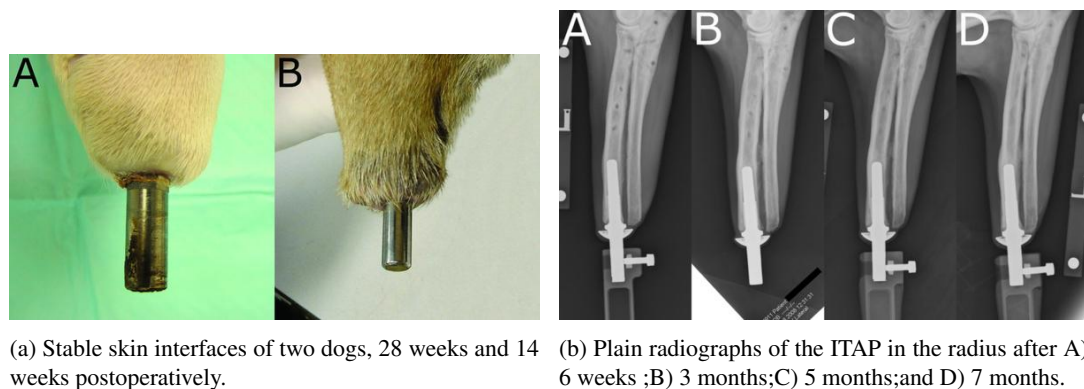 A
B
A
B
C
D
(a) Stable skin interfaces of two dogs, 28 weeks and 14
weeks postoperatively.
(b) Plain radiographs of the ITAP in the radius after A)
6 weeks ;B) 3 months;C) 5 months;and D) 7 months.